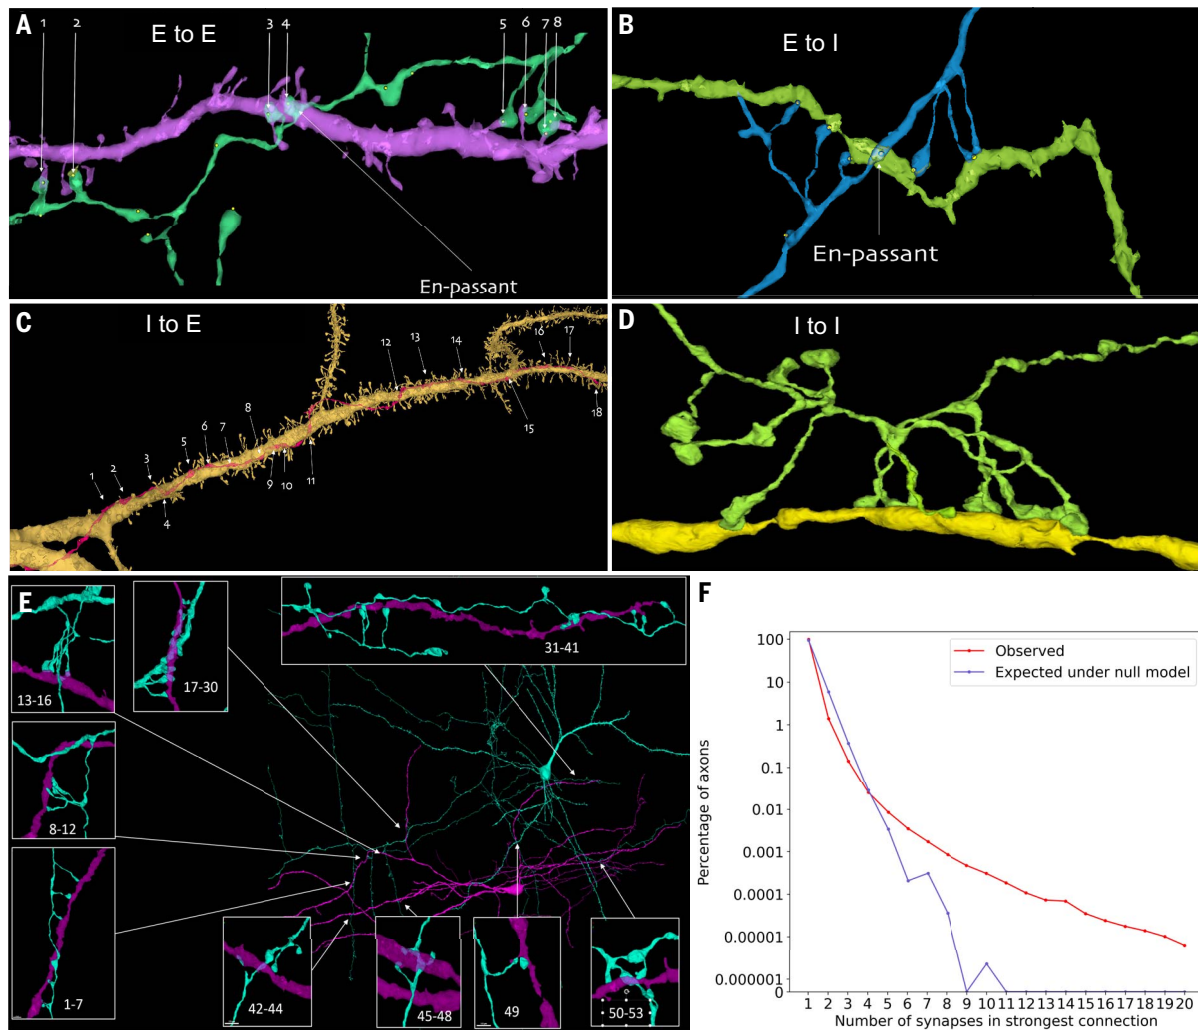 A
E to E
1
2
3
4
5
6
7
8
En-passant
B
E to I
En-passant
C
I to E
1
2
3
4
5
6
7
8
9
10
11
12
13
14
15
16
17
18
D
I to I
E
13-16
17-30
31-41
8-12
1-7
42-44
45-48
49
50-53
F
Observed
Expected under null model
Percentage of axons
100
10
1
0.1
0.01
0.001
0.0001
0.00001
0.000001
0
1 2 3 4 5 6 7 8 9 10 11 12 13 14 15 16 17 18 19 20
Number of synapses in strongest connection